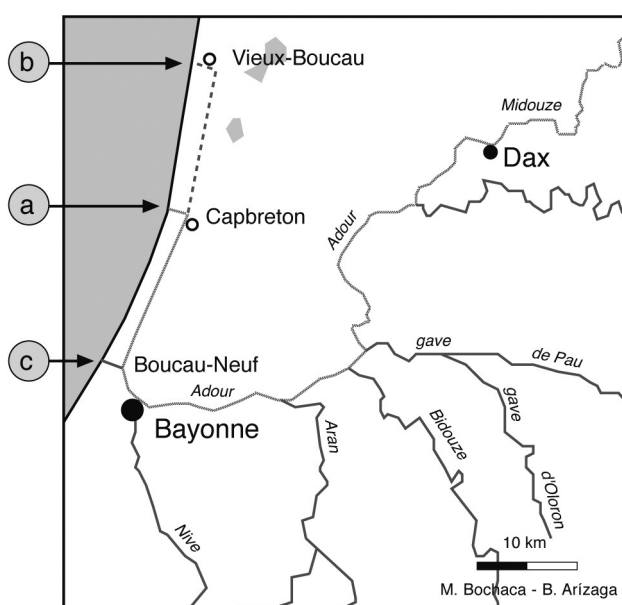 b
Vieux-Boucau
Midouze
Dax
a
Capbreton
Adour
c
Boucau-Neuf
gave
de Pau
Adour
gave
Bayonne
Aran
Bidouze
d'Oloron
Nive
10 km
M. Bochaca - B. Arízaga